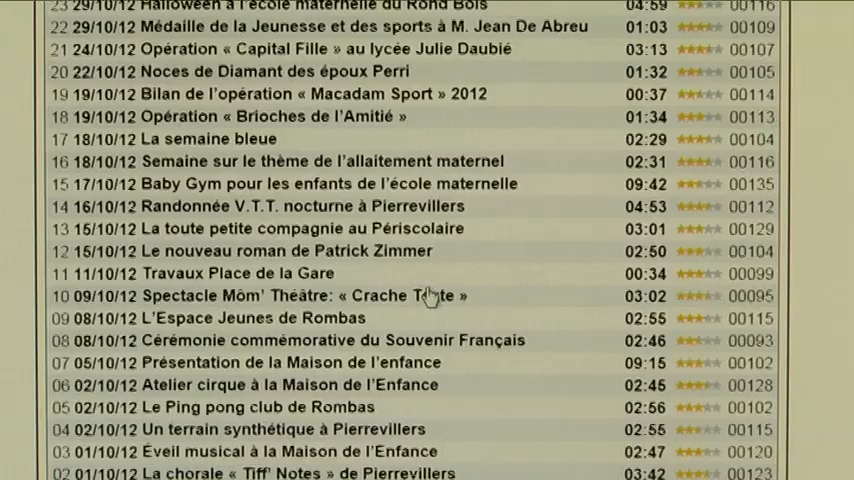 23 29/10/12 Halloween à l'école maternelle du Rond Bois 04:59 00116
22 29/10/12 Médaille de la Jeunesse et des sports à M. Jean De Abreu 01:03 00109
21 24/10/12 Opération « Capital Fille » au lycée Julie Daubié 03:13 00107
20 22/10/12 Noces de Diamant des époux Perri 01:32 00105
19 19/10/12 Bilan de l'opération « Macadam Sport » 2012 00:37 00114
18 19/10/12 Opération « Brioches de l'Amitié » 01:34 00113
17 18/10/12 La semaine bleue 02:29 00104
16 18/10/12 Semaine sur le thème de l'allaitement maternel 02:31 00116
15 17/10/12 Baby Gym pour les enfants de l'école maternelle 09:42 00135
14 16/10/12 Randonnée V.T.T. nocturne à Pierrevillers 04:53 00112
13 15/10/12 La toute petite compagnie au Périscolaire 03:01 00129
12 15/10/12 Le nouveau roman de Patrick Zimmer 02:50 00104
11 11/10/12 Travaux Place de la Gare 00:34 00099
10 09/10/12 Spectacle Môm' Théâtre: « Crache Texte » 03:02 00095
09 08/10/12 L'Espace Jeunes de Rombas 02:55 00115
08 08/10/12 Cérémonie commémorative du Souvenir Français 02:46 00093
07 05/10/12 Présentation de la Maison de l'enfance 09:15 00102
06 02/10/12 Atelier cirque à la Maison de l'Enfance 02:45 00128
05 02/10/12 Le Ping pong club de Rombas 02:56 00102
04 02/10/12 Un terrain synthétique à Pierrevillers 02:55 00115
03 01/10/12 Éveil musical à la Maison de l'Enfance 02:47 00120
02 01/10/12 La chorale « Tiff' Notes » de Pierrevillers 03:42 00123